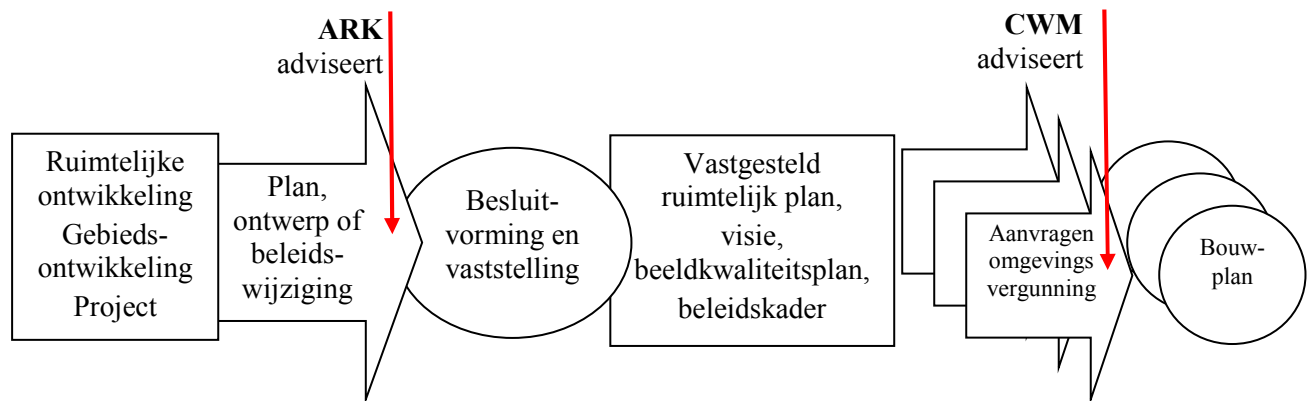 ARK
adviseert
CWM
adviseert
Ruimtelijke
ontwikkeling
Gebieds-
ontwikkeling
Project
Plan,
ontwerp of
beleids-
wijziging
Besluit-
vorming en
vaststelling
Vastgesteld
ruimtelijk plan,
visie,
beeldkwaliteitsplan,
beleidskader
Aanvragen
omgevings
vergunning
Bouw-
plan